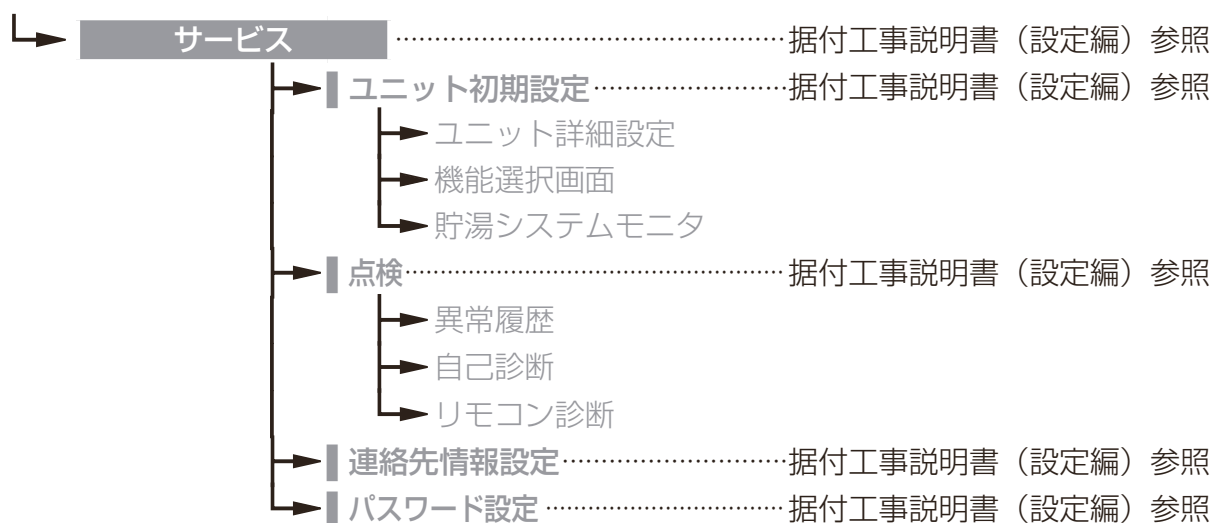 サービス ……………………………………… 据付工事説明書（設定編）参照
ユニット初期設定 …………………… 据付工事説明書（設定編）参照
ユニット詳細設定
機能選択画面
貯湯システムモニタ
点検 ……………………………………… 据付工事説明書（設定編）参照
異常履歴
自己診断
リモコン診断
連絡先情報設定 ……………………… 据付工事説明書（設定編）参照
パスワード設定 ……………………… 据付工事説明書（設定編）参照